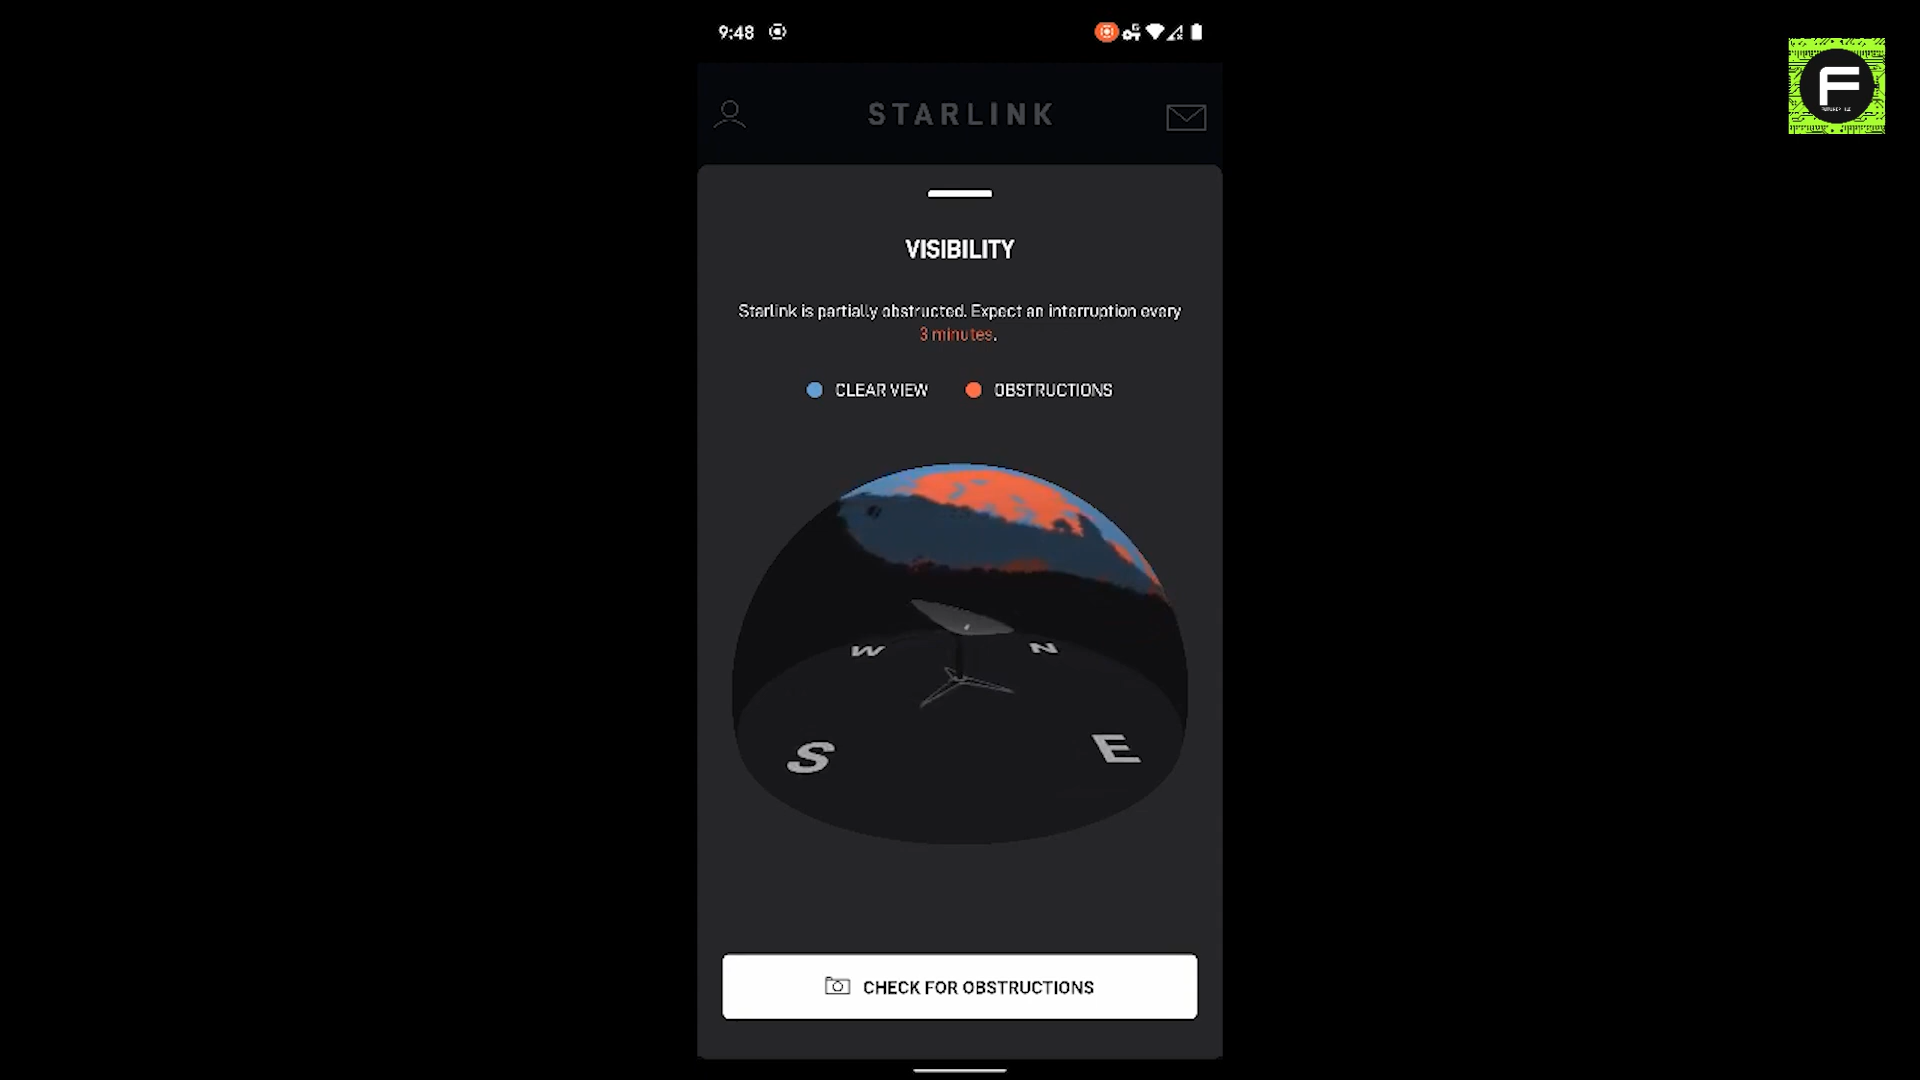 9:48
STARLINK
VISIBILITY
Starlink is partially obstructed. Expect an interruption every
3 minutes.
CLEAR VIEW
OBSTRUCTIONS
W
N
S
E
CHECK FOR OBSTRUCTIONS
F